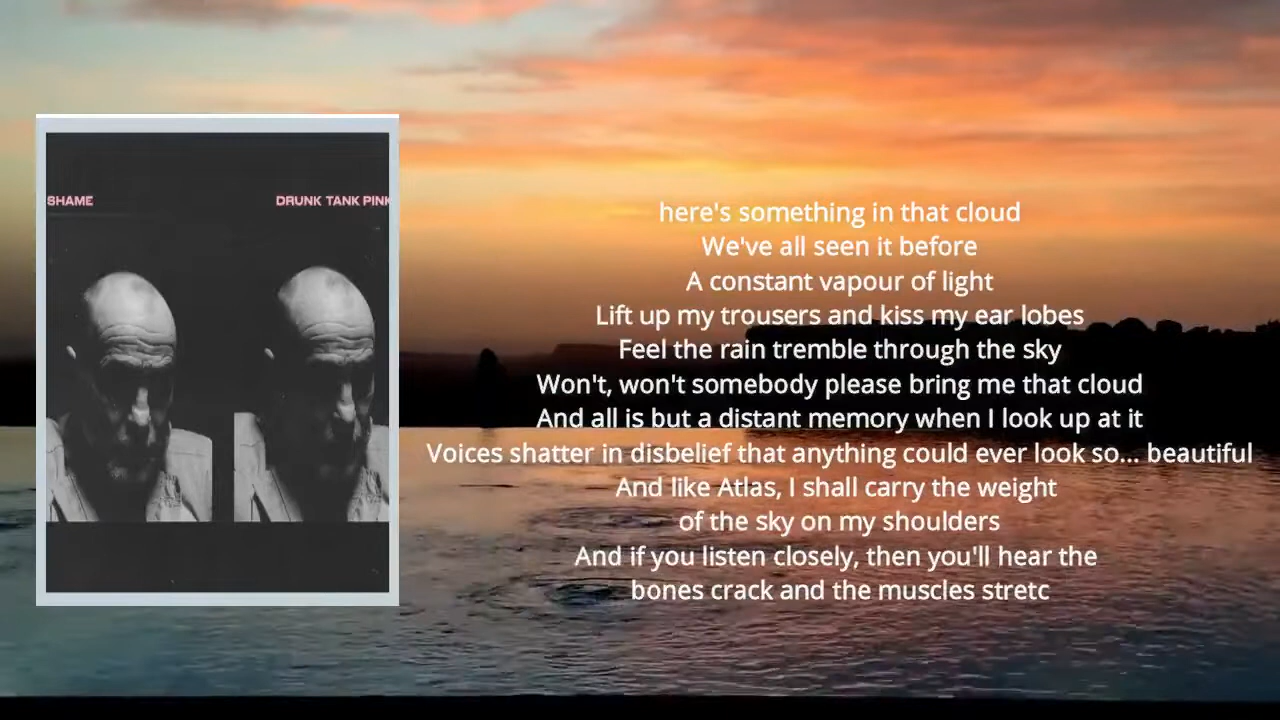 SHAME
DRUNK TANK PINK
here's something in that cloud
We've all seen it before
A constant vapour of light
Lift up my trousers and kiss my ear lobes
Feel the rain tremble through the sky
Won't, won't somebody please bring me that cloud
And all is but a distant memory when I look up at it
Voices shatter in disbelief that anything could ever look so... beautiful
And like Atlas, I shall carry the weight
of the sky on my shoulders
And if you listen closely, then you'll hear the
bones crack and the muscles stretc